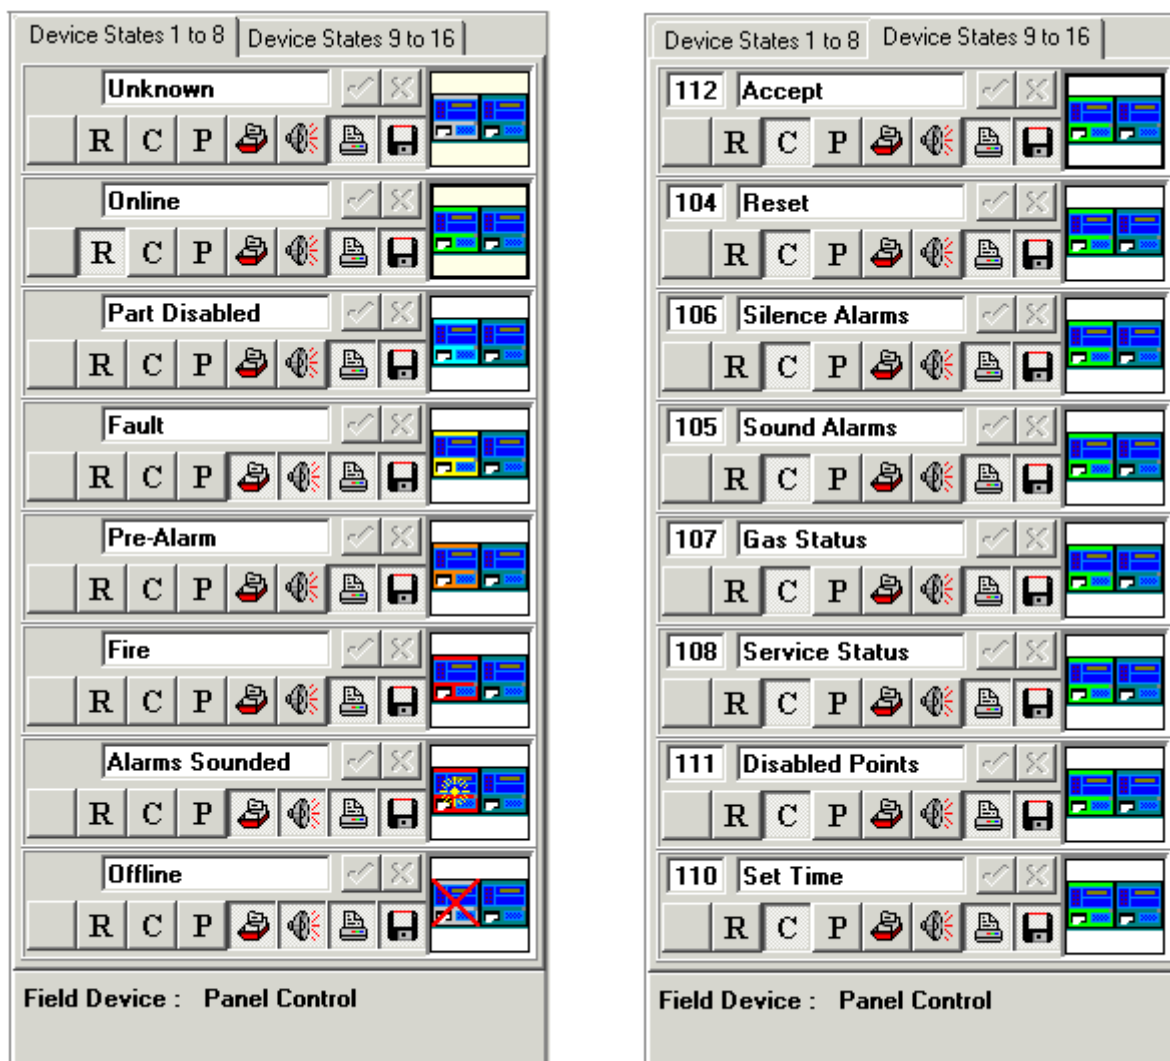 Device States 1 to 8 Device States 9 to 16
Unknown
R C P
Online
R C P
Part Disabled
R C P
Fault
R C P
Pre-Alarm
R C P
Fire
R C P
Alarms Sounded
R C P
Offline
R C P
Field Device : Panel Control
Device States 1 to 8 Device States 9 to 16
112 Accept
R C P
104 Reset
R C P
106 Silence Alarms
R C P
105 Sound Alarms
R C P
107 Gas Status
R C P
108 Service Status
R C P
111 Disabled Points
R C P
110 Set Time
R C P
Field Device : Panel Control